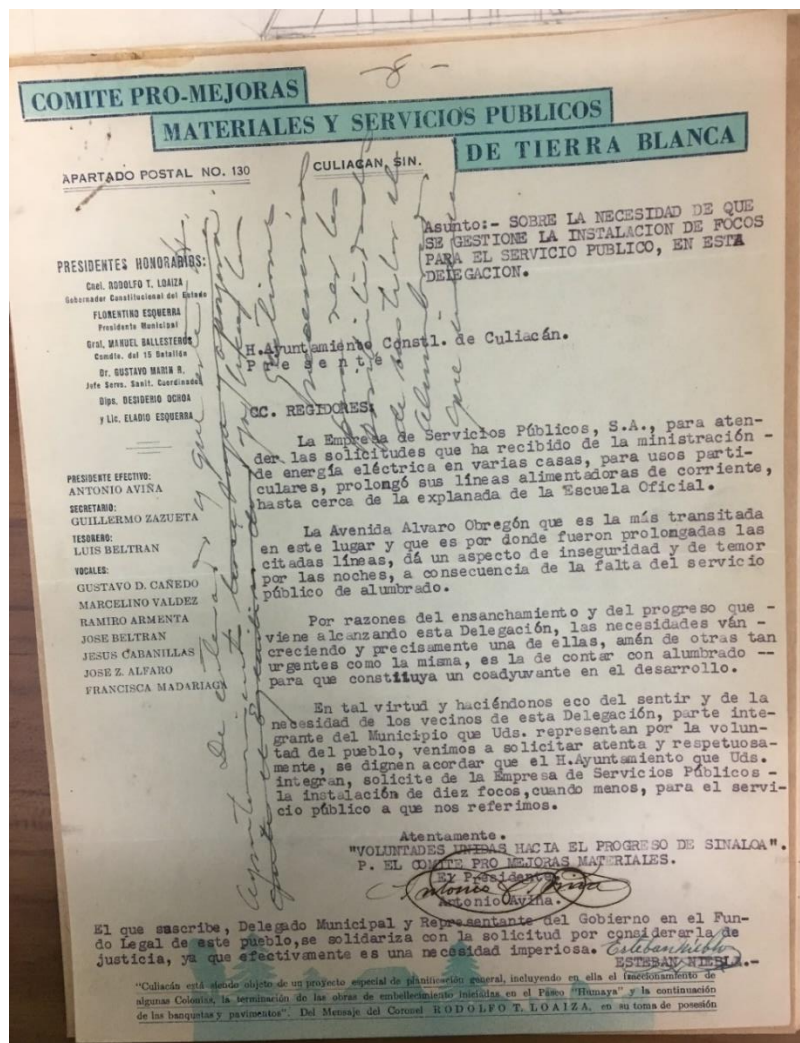 - 8 -
COMITE PRO-MEJORAS
MATERIALES Y SERVICIOS PUBLICOS
DE TIERRA BLANCA
APARTADO POSTAL NO. 130
CULIACAN, SIN.
Asunto:- SOBRE LA NECESIDAD DE QUE
SE GESTIONE LA INSTALACION DE FOCOS
PARA EL SERVICIO PUBLICO, EN ESTA
DELEGACION.
PRESIDENTES HONORARIOS:
Cnel. RODOLFO T. LOAIZA
Gobernador Constitucional del Estado
FLORENTINO ESQUERRA
Presidente Municipal
Gral. MANUEL BALLESTEROS
Comdte. del 15 Batallón
Dr. GUSTAVO MARIN R.
Jefe Servs. Sanit. Coordinados
Dips. DESIDERIO OCHOA
y Lic. ELADIO ESQUERRA
PRESIDENTE EFECTIVO:
ANTONIO AVIÑA
SECRETARIO:
GUILLERMO ZAZUETA
TESORERO:
LUIS BELTRAN
VOCALES:
GUSTAVO D. CAÑEDO
MARCELINO VALDEZ
RAMIRO ARMENTA
JOSE BELTRAN
JESUS CABANILLAS
JOSE Z. ALFARO
FRANCISCA MADARIAGA
H.Ayuntamiento Constl. de Culiacán.
P r e s e n t e
CC. REGIDORES:
La Empresa de Servicios Públicos, S.A., para aten-
der las solicitudes que ha recibido de la ministración -
de energía eléctrica en varias casas, para usos parti-
culares, prolongó sus líneas alimentadoras de corriente,
hasta cerca de la explanada de la Escuela Oficial.
La Avenida Alvaro Obregón que es la más transitada
en este lugar y que es por donde fueron prolongadas las
citadas líneas, dá un aspecto de inseguridad y de temor
por las noches, a consecuencia de la falta del servicio
público de alumbrado.
Por razones del ensanchamiento y del progreso que -
viene alcanzando esta Delegación, las necesidades ván -
creciendo y precisamente una de ellas, amén de otras tan
urgentes como la misma, es la de contar con alumbrado --
para que constituya un coadyuvante en el desarrollo.
En tal virtud y haciéndonos eco del sentir y de la
necesidad de los vecinos de esta Delegación, parte inte-
grante del Municipio que Uds. representan por la volun-
tad del pueblo, venimos a solicitar atenta y respetuosa-
mente, se dignen acordar que el H.Ayuntamiento que Uds.
integran, solicite de la Empresa de Servicios Públicos -
la instalación de diez focos,cuando menos, para el servi-
cio público a que nos referimos.
Atentamente.
"VOLUNTADES UNIDAS HACIA EL PROGRESO DE SINALOA".
P. EL COMITE PRO MEJORAS MATERIALES.
El Presidente
Antonio Aviña.
El que suscribe, Delegado Municipal y Representante del Gobierno en el Fun-
do Legal de este pueblo,se solidariza con la solicitud por considerarla de
justicia, ya que efectivamente es una necesidad imperiosa. Esteban Niebla
ESTEBAN NIEBLA.-
"Culiacán está siendo objeto de un proyecto especial de planificación general, incluyendo en ella el fraccionamiento de
algunas Colonias, la terminación de las obras de embellecimiento iniciadas en el Paseo "Humaya" y la continuación
de las banquetas y pavimentos". Del Mensaje del Coronel RODOLFO T. LOAIZA, en su toma de posesión